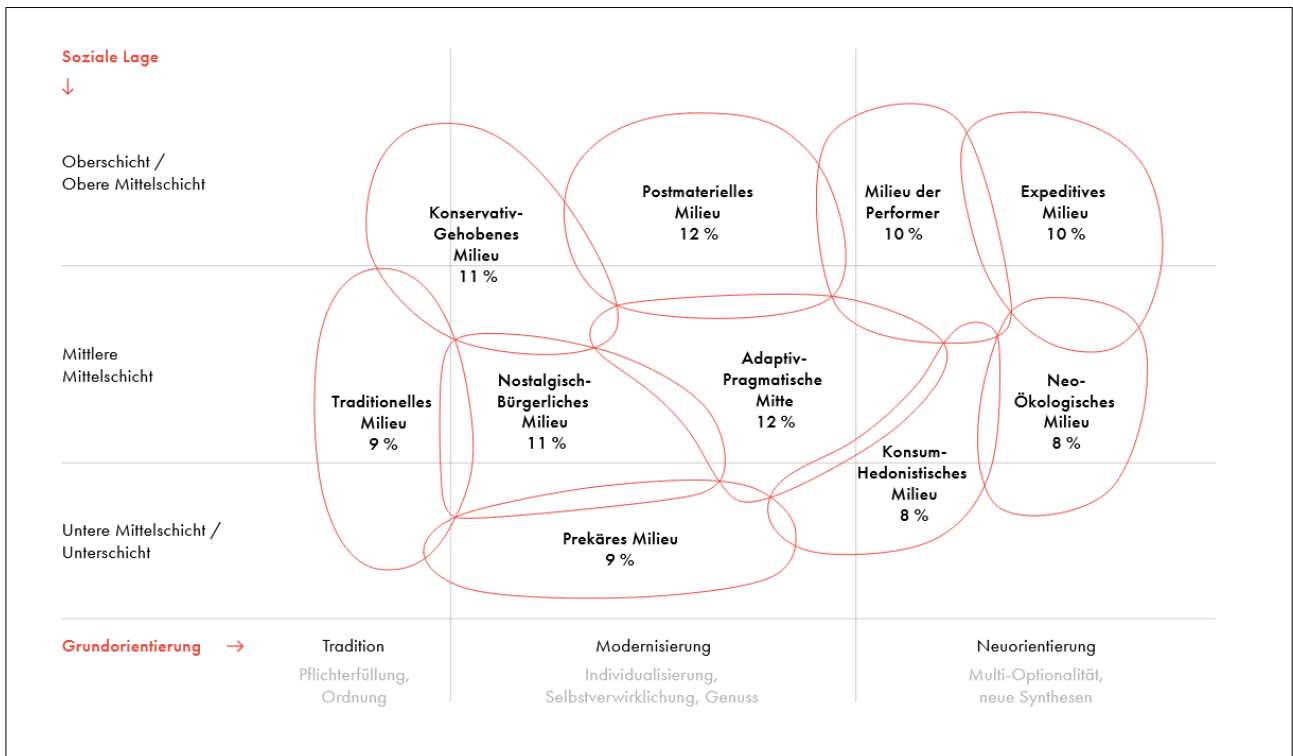 Soziale Lage
↓
Oberschicht /
Obere Mittelschicht
Konservativ-
Gehobenes
Milieu
11 %
Postmaterielles
Milieu
12 %
Milieu der
Performer
10 %
Expeditives
Milieu
10 %
Mittlere
Mittelschicht
Traditionelles
Milieu
9 %
Nostalgisch-
Bürgerliches
Milieu
11 %
Adaptiv-
Pragmatische
Mitte
12 %
Konsum-
Hedonistisches
Milieu
8 %
Neo-
Ökologisches
Milieu
8 %
Untere Mittelschicht /
Unterschicht
Prekäres Milieu
9 %
Grundorientierung →
Tradition
Pflichterfüllung,
Ordnung
Modernisierung
Individualisierung,
Selbstverwirklichung, Genuss
Neuorientierung
Multi-Optionalität,
neue Synthesen